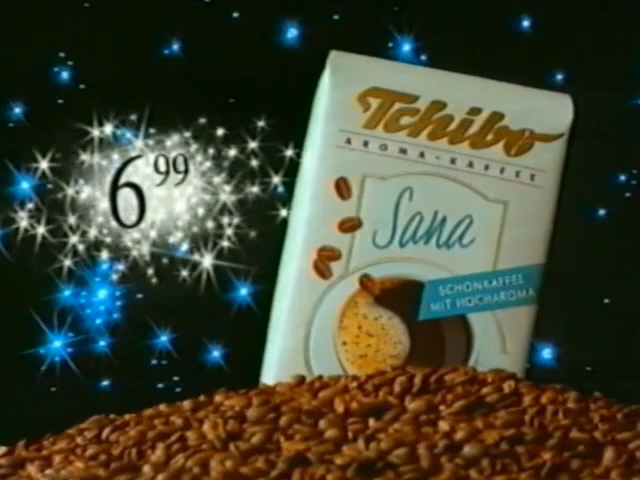 6 99
Tchibo
AROMA-KAFFEE
Sana
SCHONKAFFEE
MIT HOCHAROMA